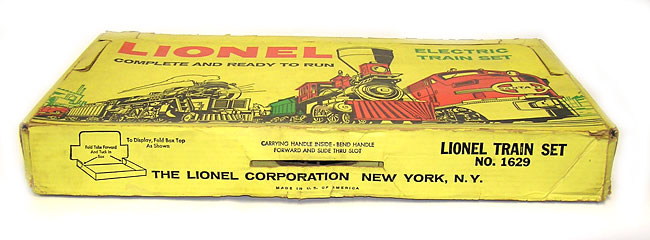 LIONEL
ELECTRIC
TRAIN SET
COMPLETE AND READY TO RUN
Fold Tabs Forward
And Tuck In
Box
To Display, Fold Box Top
As Shown
CARRYING HANDLE INSIDE - BEND HANDLE
FORWARD AND SLIDE THRU SLOT
LIONEL TRAIN SET
NO. 1629
THE LIONEL CORPORATION NEW YORK, N.Y.
MADE IN U.S. OF AMERICA